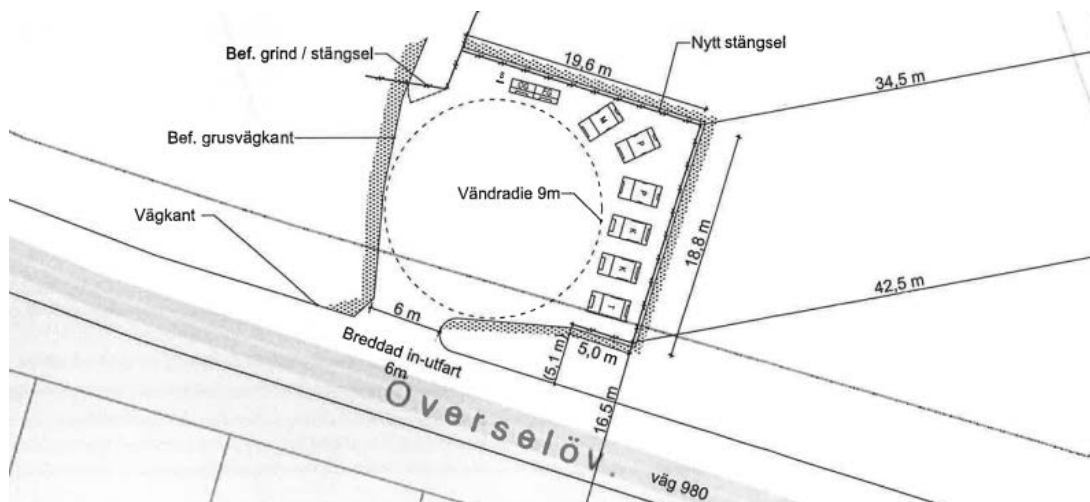 Bef. grind / stängsel
19,6 m
Nytt stängsel
34,5 m
Bef. grusvägkant
Vändradie 9m
Vägkant
18,8 m
42,5 m
6 m
Breddad in-utfart
6m
(5,1 m)
5,0 m
16,5 m
Överselöv.
väg 980
M
P
P
K
K
T